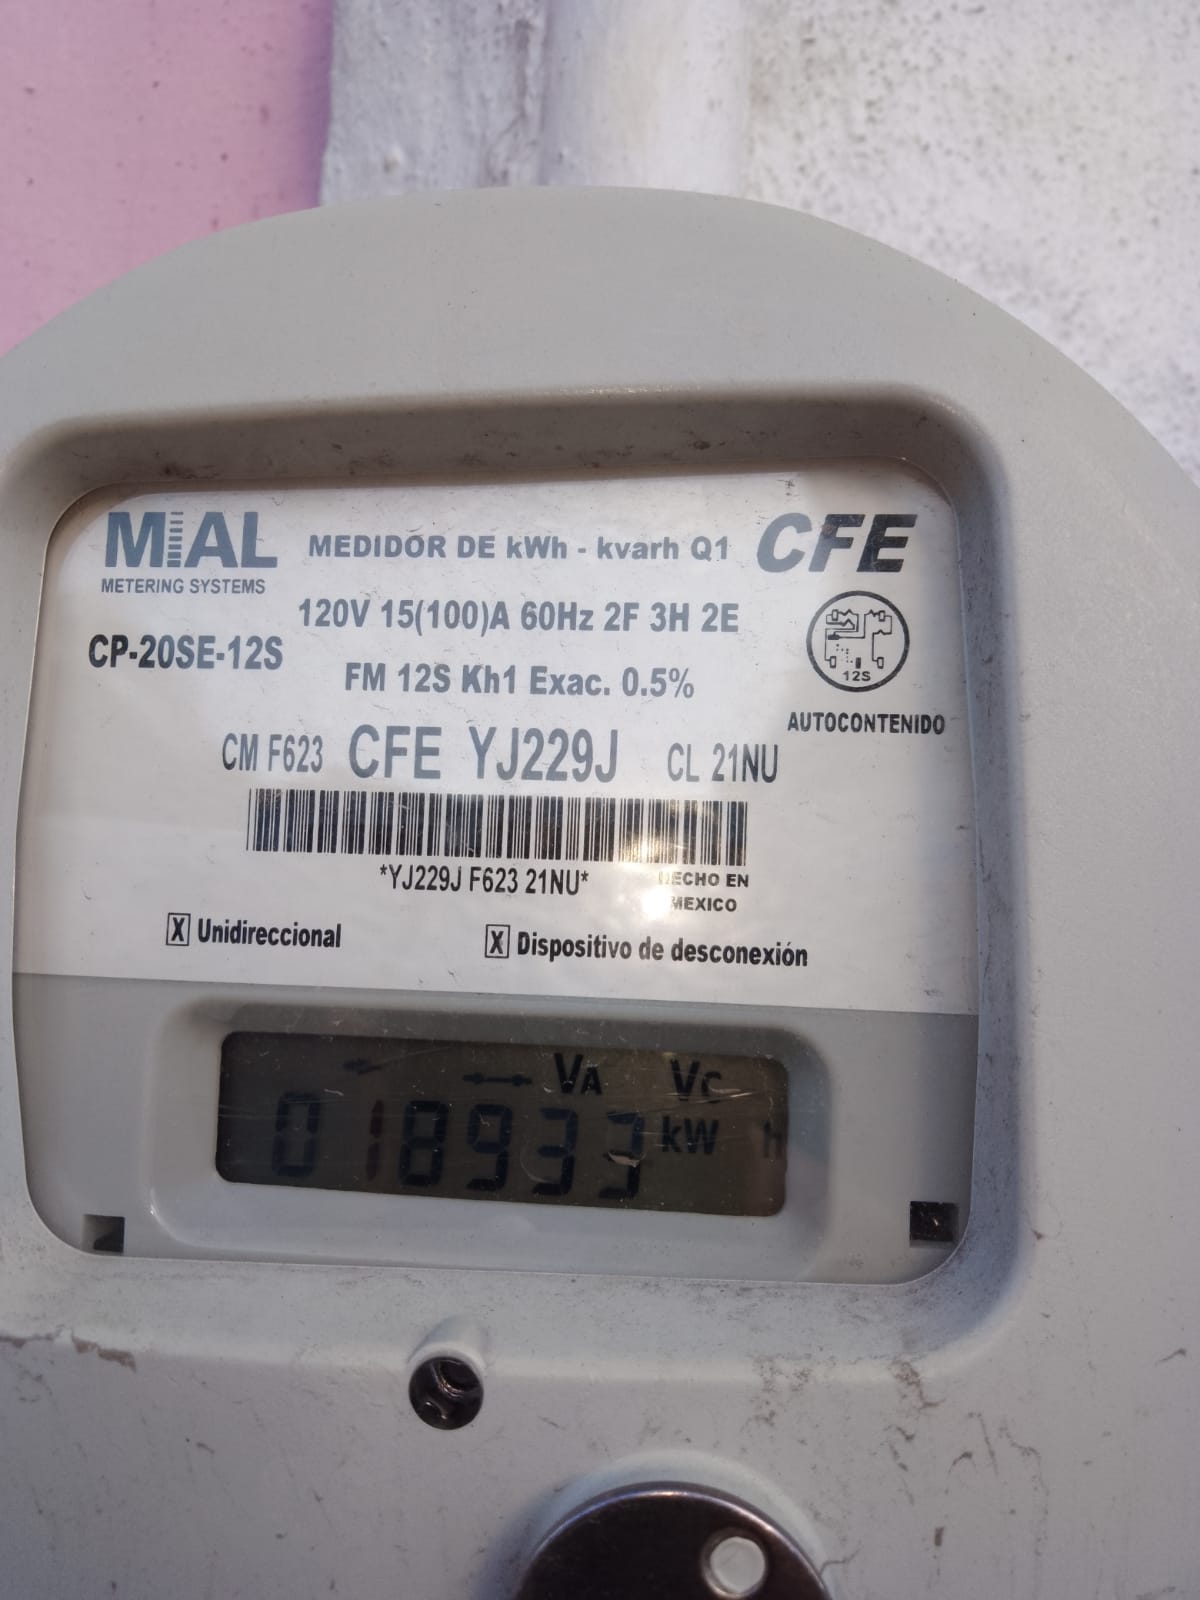 MIAL
METERING SYSTEMS
MEDIDOR DE kWh - kvarh Q1
CFE
120V 15(100)A 60Hz 2F 3H 2E
CP-20SE-12S
FM 12S Kh1 Exac. 0.5%
12S
AUTOCONTENIDO
CM F623 CFE YJ229J CL 21NU
*YJ229J F623 21NU*
HECHO EN
MEXICO
X Unidireccional
X Dispositivo de desconexión
VA VC
018933 kW h